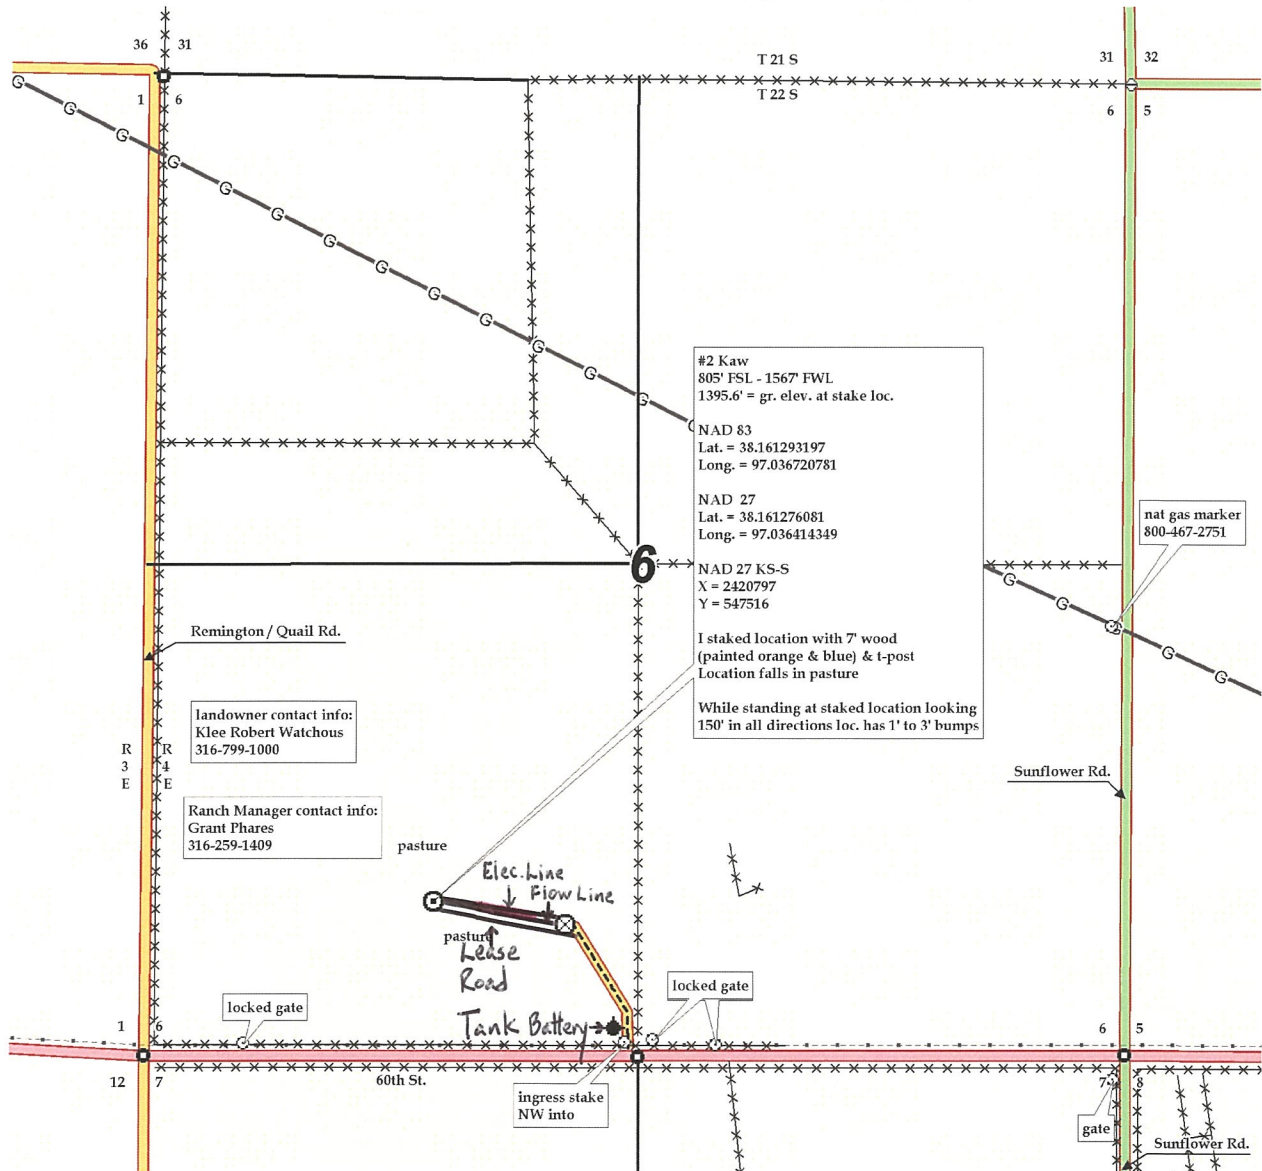 36 31
T 21 S
31 32
1 6
T 22 S
6 5
G G G G G G G G G G G G G
#2 Kaw
805' FSL - 1567' FWL
1395.6' = gr. elev. at stake loc.
NAD 83
Lat. = 38.161293197
Long. = 97.036720781
NAD 27
Lat. = 38.161276081
Long. = 97.036414349
NAD 27 KS-S
X = 2420797
Y = 547516
I staked location with 7' wood
(painted orange & blue) & t-post
Location falls in pasture
While standing at staked location looking
150' in all directions loc. has 1' to 3' bumps
nat gas marker
800-467-2751
6
G G G G G G
Remington / Quail Rd.
landowner contact info:
Klee Robert Watchous
316-799-1000
R R
3 4
E E
Sunflower Rd.
Ranch Manager contact info:
Grant Phares
316-259-1409
pasture
Elec. Line
Flow Line
pasture
Lease
Road
locked gate
locked gate
Tank Battery
1 6
6 5
12 7
60th St.
ingress stake
NW into
7 8
gate
Sunflower Rd.